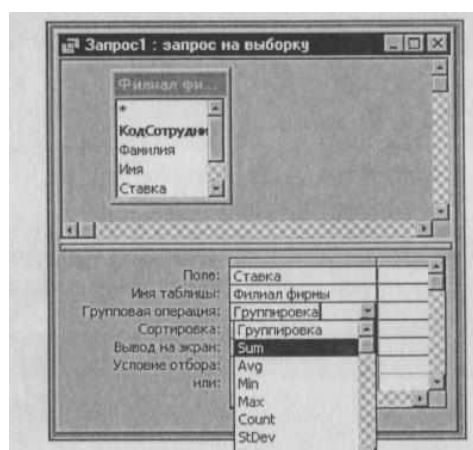 Запрос1 : запрос на выборку
Филиал фи...
*
КодСотрудни
Фамилия
Имя
Ставка
Поле: Ставка
Имя таблицы: Филиал фирмы
Групповая операция: Группировка
Сортировка: Группировка
Вывод на экран: Sum
Условие отбора: Avg
или: Min
Max
Count
StDev